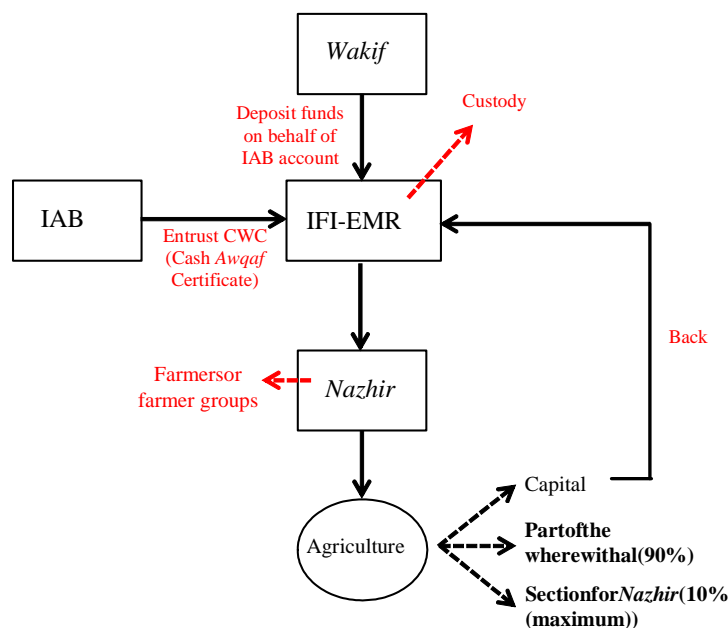 Wakif
Custody
Deposit funds
on behalf of
IAB account
IAB
IFI-EMR
Entrust CWC
(Cash Awqaf
Certificate)
Back
Farmersor
farmer groups
Nazhir
Agriculture
Capital
Partofthe
wherewithal(90%)
SectionforNazhir(10%
(maximum))